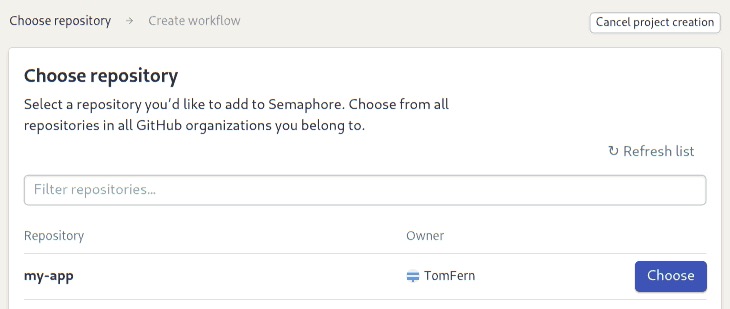 Choose repository → Create workflow Cancel project creation
Choose repository
Select a repository you'd like to add to Semaphore. Choose from all
repositories in all GitHub organizations you belong to.
↻ Refresh list
Filter repositories...
Repository Owner
my-app TomFern Choose